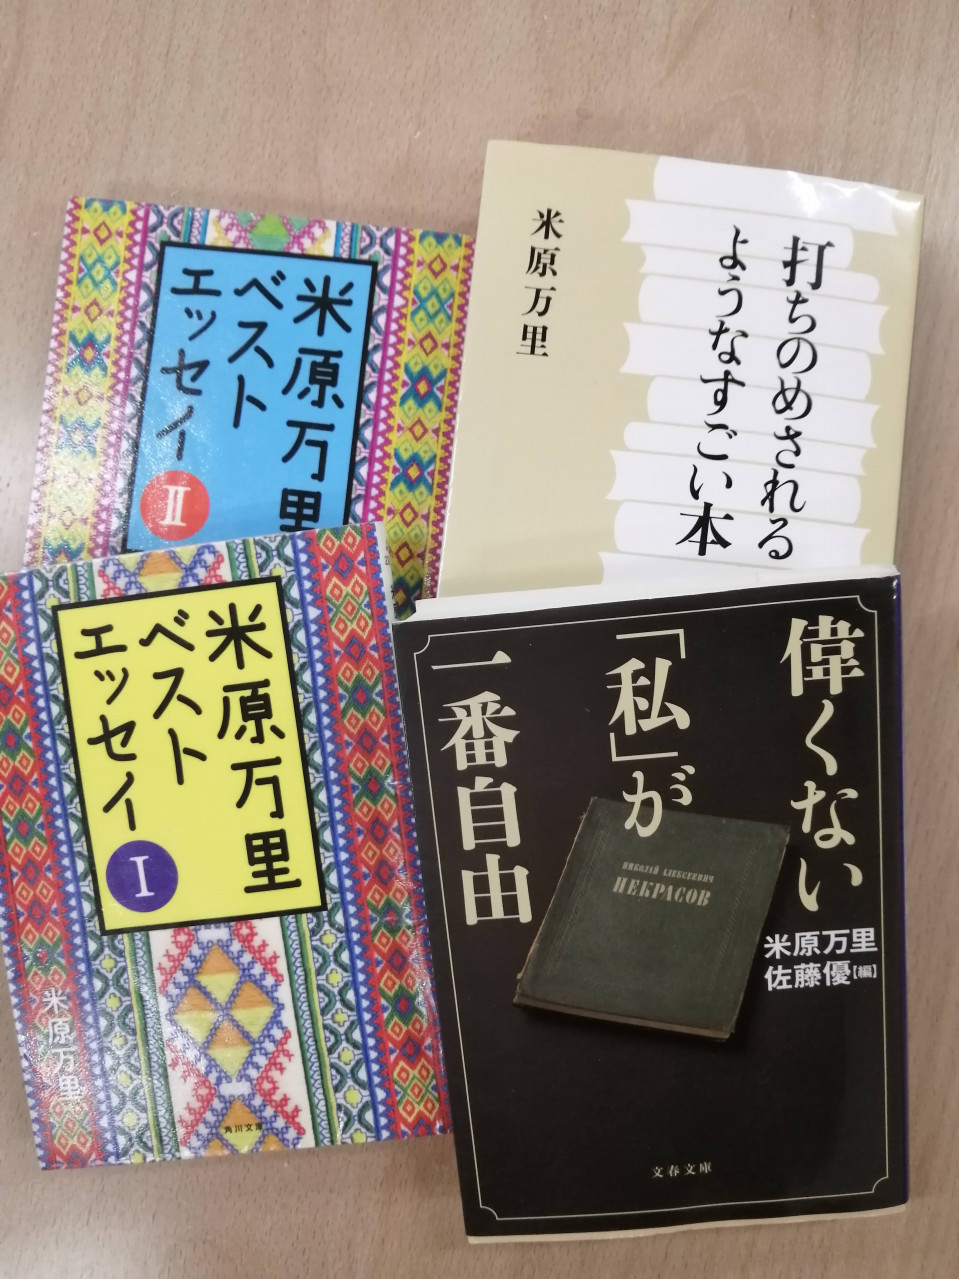 米原万里
ベスト
エッセイ
II
米原万里
打ちのめされる
ようなすごい本
米原万里
ベスト
エッセイ
I
米原万里
角川文庫
偉くない
「私」が
一番自由
米原万里
佐藤優【編】
НИКОЛАЙ АЛЕКСЕЕВИЧ
НЕКРАСОВ
文春文庫